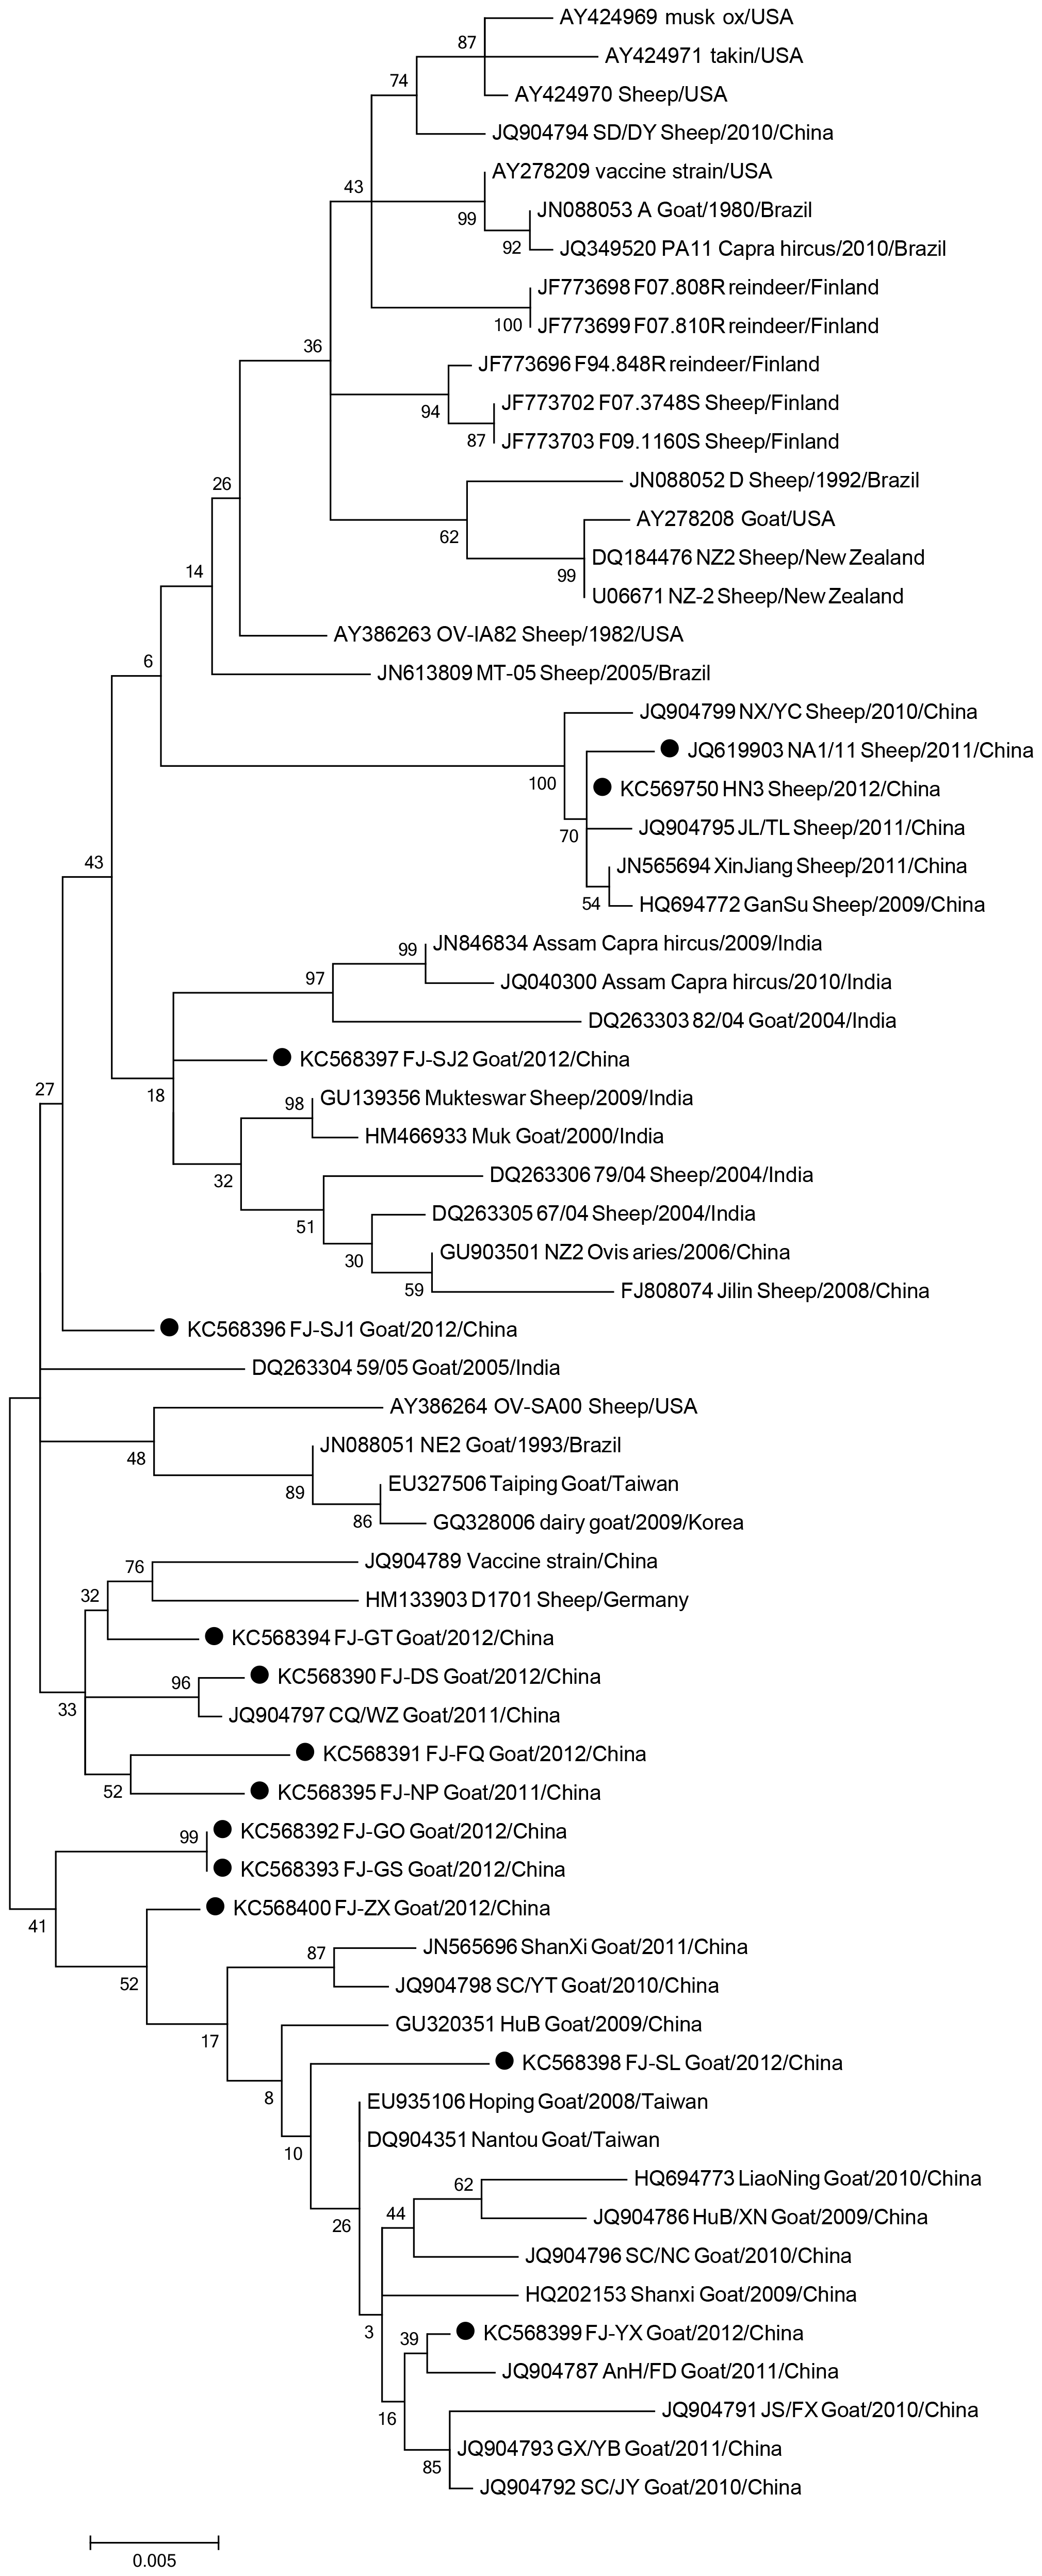 AY424969 musk ox/USA
87
AY424971 takin/USA
74
AY424970 Sheep/USA
JQ904794 SD/DY Sheep/2010/China
AY278209 vaccine strain/USA
43
JN088053 A Goat/1980/Brazil
99
92
JQ349520 PA11 Capra hircus/2010/Brazil
JF773698 F07.808R reindeer/Finland
100
JF773699 F07.810R reindeer/Finland
36
JF773696 F94.848R reindeer/Finland
94
JF773702 F07.3748S Sheep/Finland
87
JF773703 F09.1160S Sheep/Finland
26
JN088052 D Sheep/1992/Brazil
62
AY278208 Goat/USA
DQ184476 NZ2 Sheep/New Zealand
99
14
U06671 NZ-2 Sheep/New Zealand
AY386263 OV-IA82 Sheep/1982/USA
6
JN613809 MT-05 Sheep/2005/Brazil
JQ904799 NX/YC Sheep/2010/China
JQ619903 NA1/11 Sheep/2011/China
100
KC569750 HN3 Sheep/2012/China
70
JQ904795 JL/TL Sheep/2011/China
43
JN565694 XinJiang Sheep/2011/China
54
HQ694772 GanSu Sheep/2009/China
99
JN846834 Assam Capra hircus/2009/India
97
JQ040300 Assam Capra hircus/2010/India
DQ263303 82/04 Goat/2004/India
KC568397 FJ-SJ2 Goat/2012/China
27
18
98
GU139356 Mukteswar Sheep/2009/India
HM466933 Muk Goat/2000/India
32
DQ263306 79/04 Sheep/2004/India
51
DQ263305 67/04 Sheep/2004/India
30
GU903501 NZ2 Ovis aries/2006/China
59
FJ808074 Jilin Sheep/2008/China
KC568396 FJ-SJ1 Goat/2012/China
DQ263304 59/05 Goat/2005/India
AY386264 OV-SA00 Sheep/USA
48
JN088051 NE2 Goat/1993/Brazil
89
EU327506 Taiping Goat/Taiwan
86
GQ328006 dairy goat/2009/Korea
76
JQ904789 Vaccine strain/China
32
HM133903 D1701 Sheep/Germany
KC568394 FJ-GT Goat/2012/China
96
KC568390 FJ-DS Goat/2012/China
33
JQ904797 CQ/WZ Goat/2011/China
KC568391 FJ-FQ Goat/2012/China
52
KC568395 FJ-NP Goat/2011/China
99
KC568392 FJ-GO Goat/2012/China
KC568393 FJ-GS Goat/2012/China
41
KC568400 FJ-ZX Goat/2012/China
87
JN565696 ShanXi Goat/2011/China
52
JQ904798 SC/YT Goat/2010/China
17
GU320351 HuB Goat/2009/China
8
KC568398 FJ-SL Goat/2012/China
EU935106 Hoping Goat/2008/Taiwan
10
DQ904351 Nantou Goat/Taiwan
62
HQ694773 LiaoNing Goat/2010/China
44
JQ904786 HuB/XN Goat/2009/China
26
JQ904796 SC/NC Goat/2010/China
HQ202153 Shanxi Goat/2009/China
3
39
KC568399 FJ-YX Goat/2012/China
JQ904787 AnH/FD Goat/2011/China
16
JQ904791 JS/FX Goat/2010/China
JQ904793 GX/YB Goat/2011/China
85
JQ904792 SC/JY Goat/2010/China
0.005